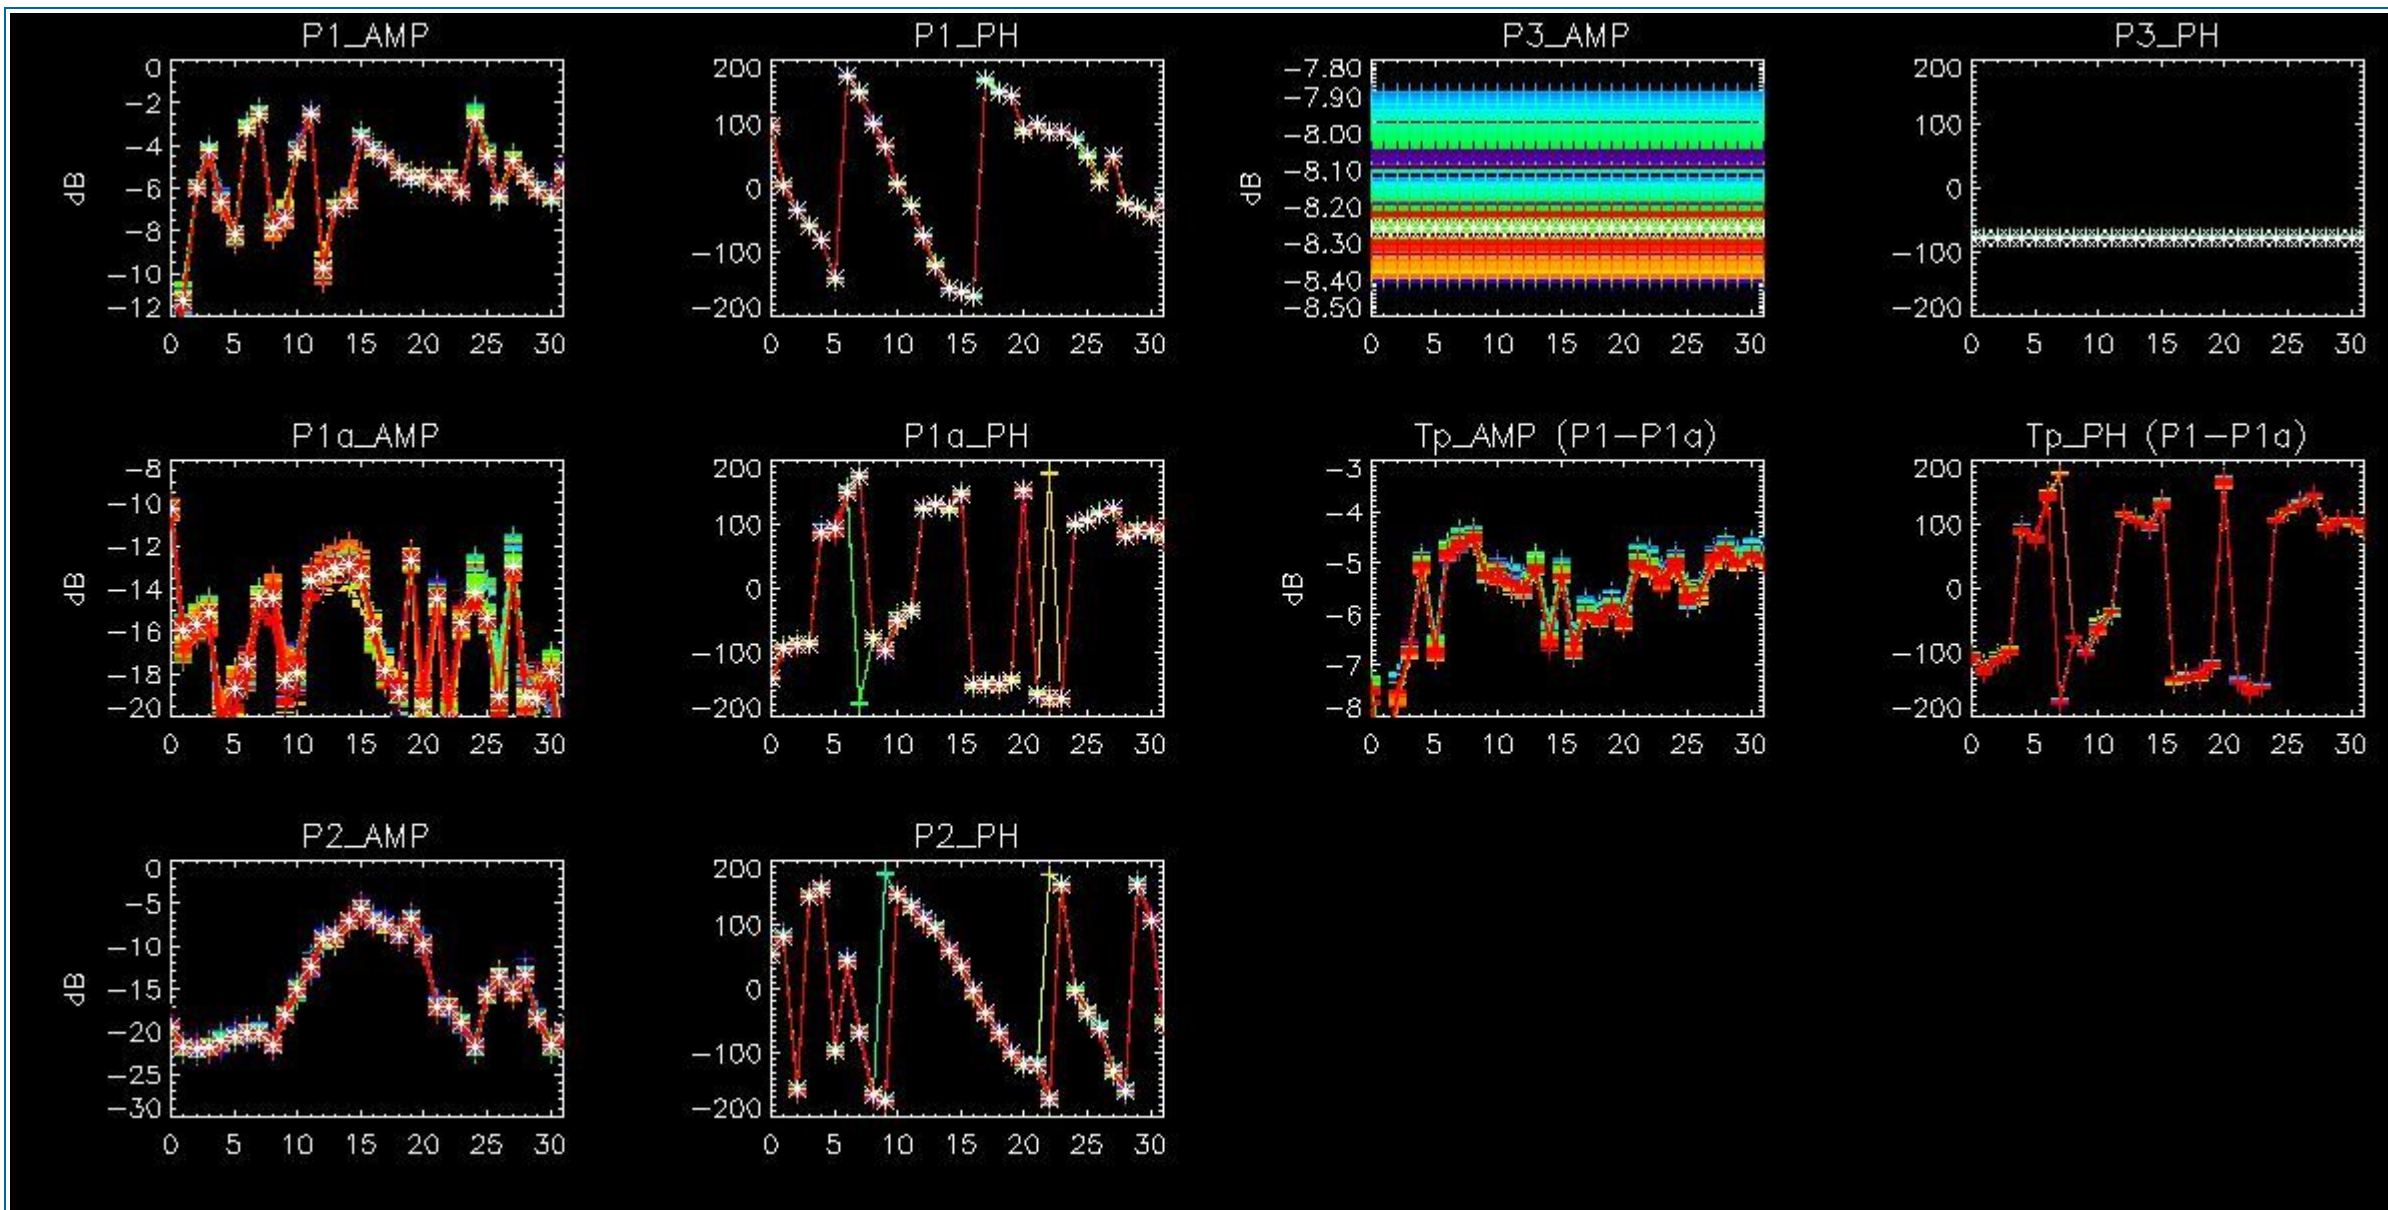 P1_AMP
0
−2
−4
−6
−8
−10
−12
dB
0 5 10 15 20 25 30
P1_PH
200
100
0
−100
−200
0 5 10 15 20 25 30
P3_AMP
−7.80
−7.90
−8.00
−8.10
−8.20
−8.30
−8.40
−8.50
dB
0 5 10 15 20 25 30
P3_PH
200
100
0
−100
−200
0 5 10 15 20 25 30
P1a_AMP
−8
−10
−12
−14
−16
−18
−20
dB
0 5 10 15 20 25 30
P1a_PH
200
100
0
−100
−200
0 5 10 15 20 25 30
Tp_AMP (P1−P1a)
−3
−4
−5
−6
−7
−8
dB
0 5 10 15 20 25 30
Tp_PH (P1−P1a)
200
100
0
−100
−200
0 5 10 15 20 25 30
P2_AMP
0
−5
−10
−15
−20
−25
−30
dB
0 5 10 15 20 25 30
P2_PH
200
100
0
−100
−200
0 5 10 15 20 25 30